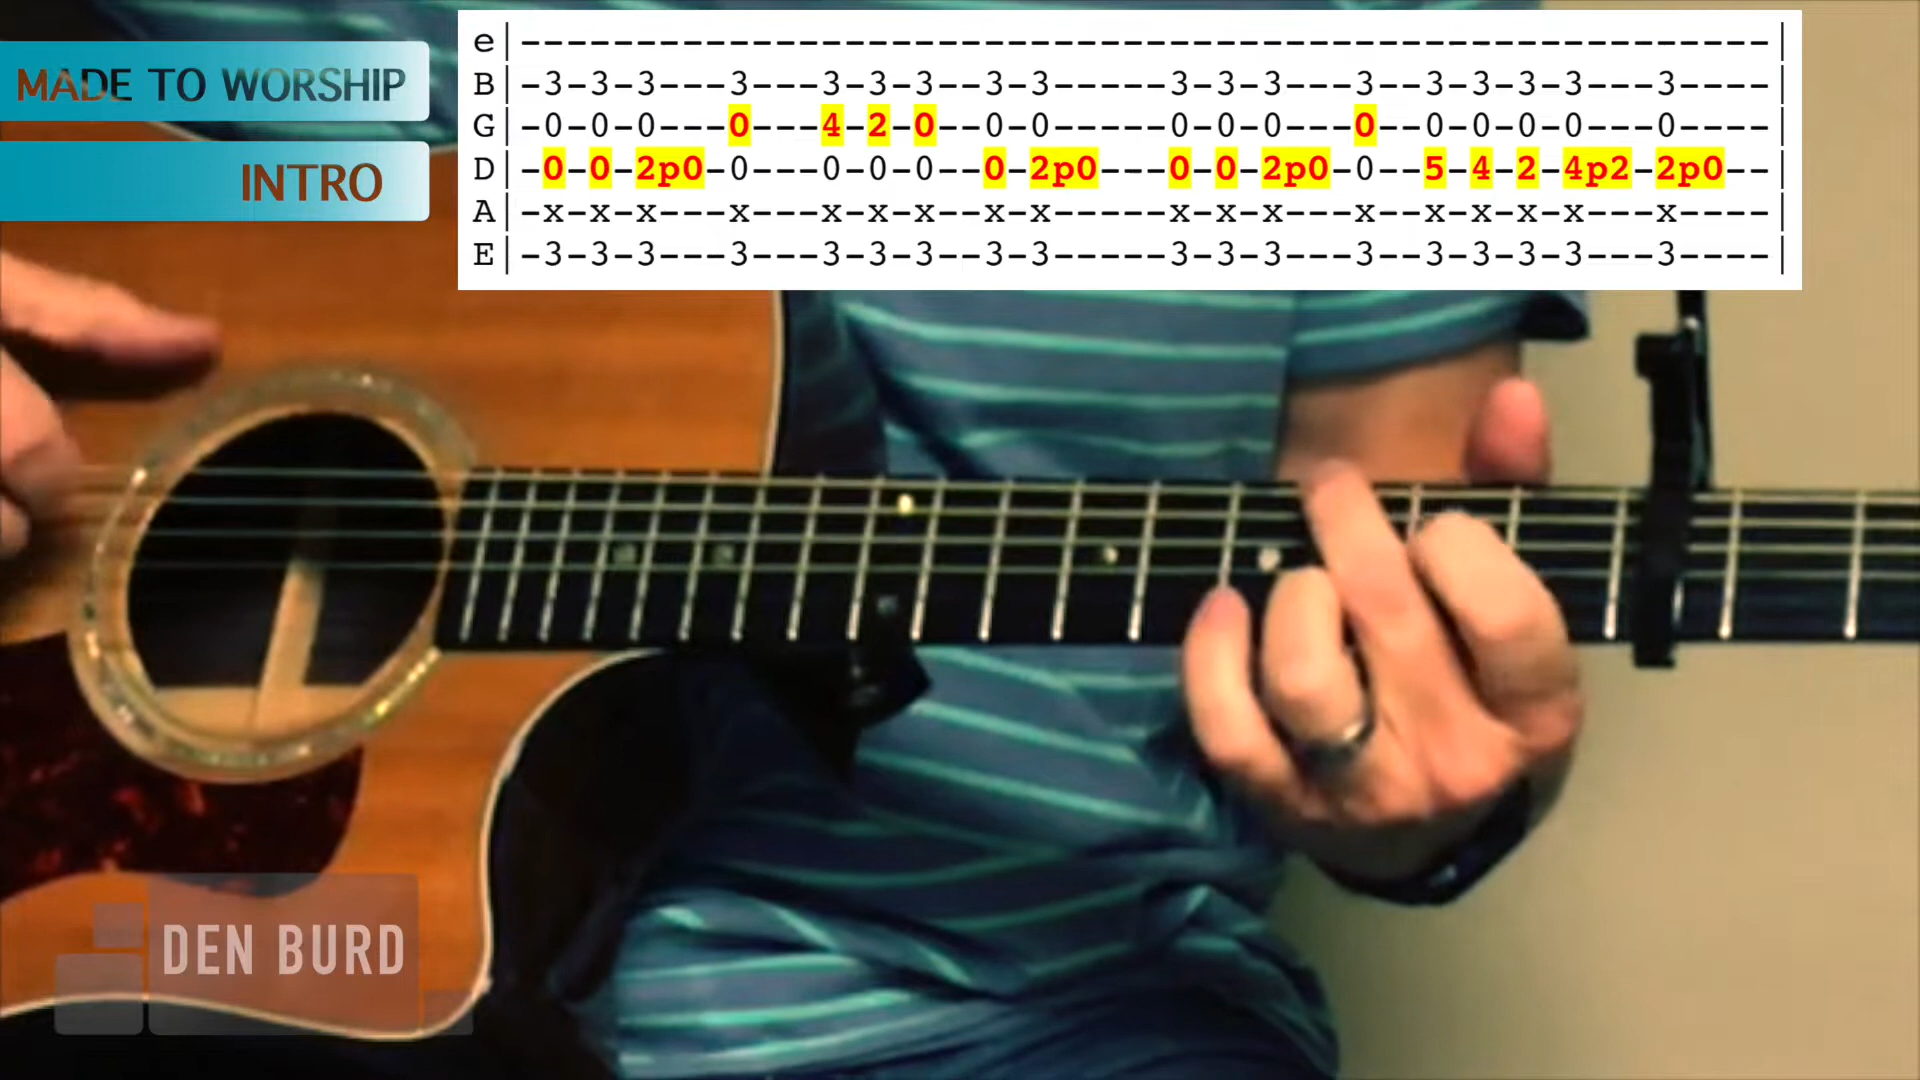 MADE TO WORSHIP
INTRO
e|------------------------------------------------------|
B|-3-3-3---3---3-3-3--3-3-----3-3-3---3--3-3-3-3---3----|
G|-0-0-0---0---4-2-0--0-0-----0-0-0---0--0-0-0-0---0----|
D|-0-0-2p0-0---0-0-0--0-2p0---0-0-2p0-0--5-4-2-4p2-2p0--|
A|-x-x-x---x---x-x-x--x-x-----x-x-x---x--x-x-x-x---x----|
E|-3-3-3---3---3-3-3--3-3-----3-3-3---3--3-3-3-3---3----|
DEN BURD